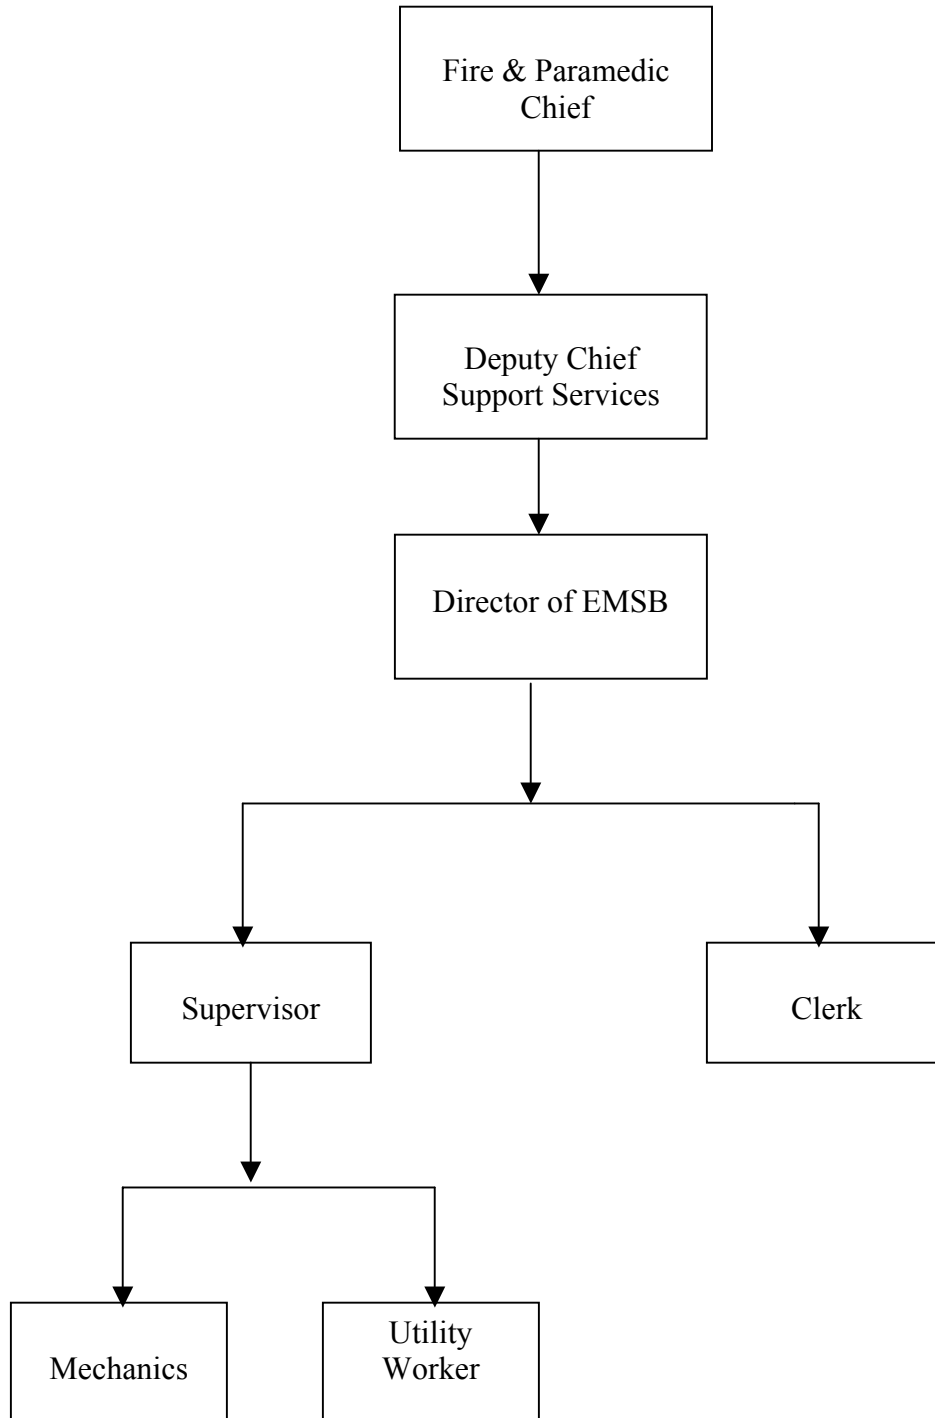 Fire & Paramedic
Chief
Deputy Chief
Support Services
Director of EMSB
Supervisor
Clerk
Mechanics
Utility
Worker